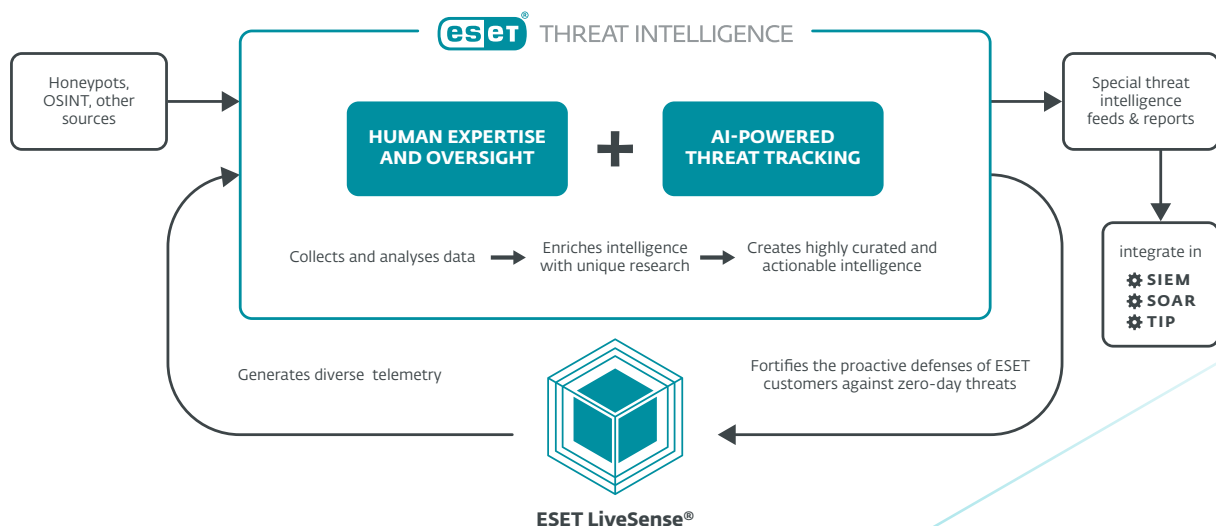 eseT® THREAT INTELLIGENCE
Honeypots,
OSINT, other
sources
HUMAN EXPERTISE
AND OVERSIGHT
+
AI-POWERED
THREAT TRACKING
Special threat
intelligence
feeds & reports
Collects and analyses data
Enriches intelligence
with unique research
Creates highly curated and
actionable intelligence
integrate in
SIEM
SOAR
TIP
Generates diverse telemetry
Fortifies the proactive defenses of ESET
customers against zero-day threats
ESET LiveSense®